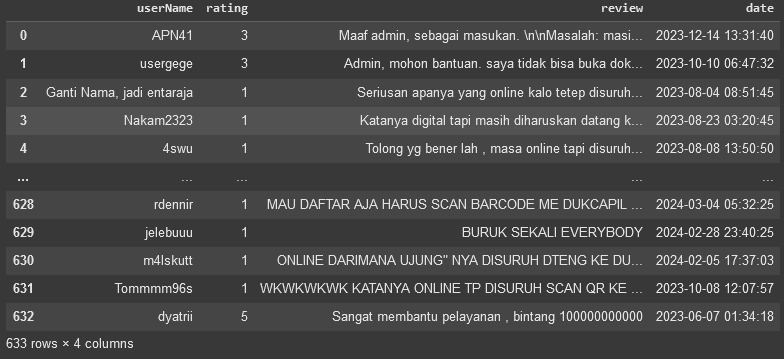 userName rating review date
0 APN41 3 Maaf admin, sebagai masukan. \n\nMasalah: masi... 2023-12-14 13:31:40
1 usergege 3 Admin, mohon bantuan. saya tidak bisa buka dok... 2023-10-10 06:47:32
2 Ganti Nama, jadi entaraja 1 Seriusan apanya yang online kalo tetep disuruh... 2023-08-04 08:51:45
3 Nakam2323 1 Katanya digital tapi masih diharuskan datang k... 2023-08-23 03:20:45
4 4swu 1 Tolong yg bener lah , masa online tapi disuruh... 2023-08-08 13:50:50
... ... ... ... ...
628 rdennir 1 MAU DAFTAR AJA HARUS SCAN BARCODE ME DUKCAPIL ... 2024-03-04 05:32:25
629 jelebuuu 1 BURUK SEKALI EVERYBODY 2024-02-28 23:40:25
630 m4lskutt 1 ONLINE DARIMANA UJUNG" NYA DISURUH DTENG KE DU... 2024-02-05 17:37:03
631 Tommmm96s 1 WKWKWKWK KATANYA ONLINE TP DISURUH SCAN QR KE ... 2023-10-08 12:07:57
632 dyatrii 5 Sangat membantu pelayanan , bintang 100000000000 2023-06-07 01:34:18
633 rows × 4 columns